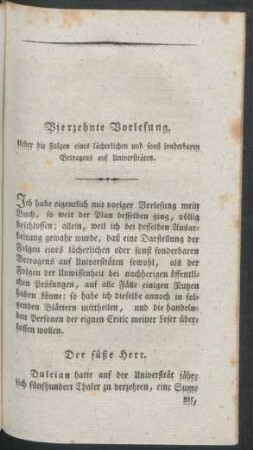 Vierzehnte Vorlesung.
Ueber die Folgen eines lächerlichen und sonst sonderbaren
Betragens auf Universitäten.
Ich habe eigentlich mit voriger Vorlesung mein
Buch, so weit der Plan desselben ging, völlig
beschlossen; allein, weil ich bei desselben Ausar-
beitung gewahr wurde, daß eine Darstellung der
Folgen eines lächerlichen oder sonst sonderbaren
Betragens auf Universitäten sowohl, als der
Folgen der Unwissenheit bei nachherigen öffentli-
chen Prüfungen, auf alle Fälle einigen Nutzen
haben könne: so habe ich dieselbe annoch in fol-
genden Blättern mittheilen, und die handeln-
den Personen der eignen Critic meiner Leser über-
lassen wollen.
Der süße Herr.
Dulcian hatte auf der Universität jähr-
lich fünfhundert Thaler zu verzehren, eine Sum-
me,